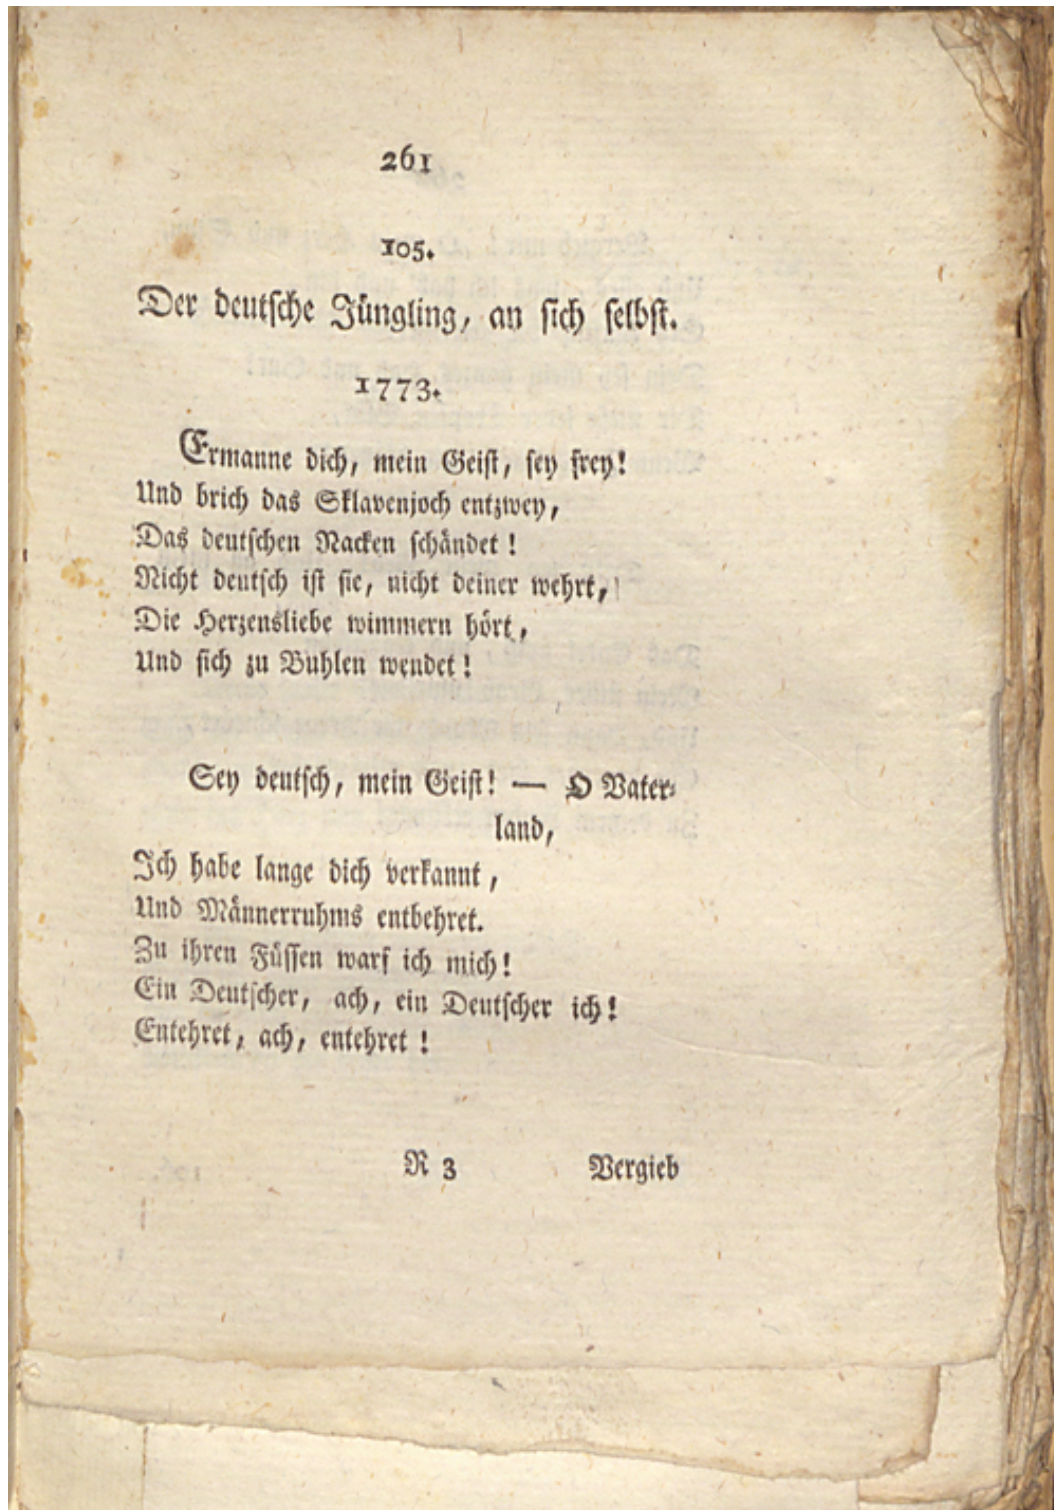 261
105.
Der deutſche Jüngling, an ſich ſelbſt.
1773.
Ermanne dich, mein Geiſt, ſey frey!
Und brich das Sklavenjoch entzwey,
Das deutſchen Nacken ſchändet!
Nicht deutſch iſt ſie, nicht deiner wehrt,
Die Herzensliebe wimmern hört,
Und ſich zu Buhlen wendet!
Sey deutſch, mein Geiſt! — O Vater-
land,
Ich habe lange dich verkannt,
Und Männerruhms entbehret.
Zu ihren Füſſen warf ich mich!
Ein Deutſcher, ach, ein Deutſcher ich!
Entehret, ach, entehret!
R 3 Vergieb